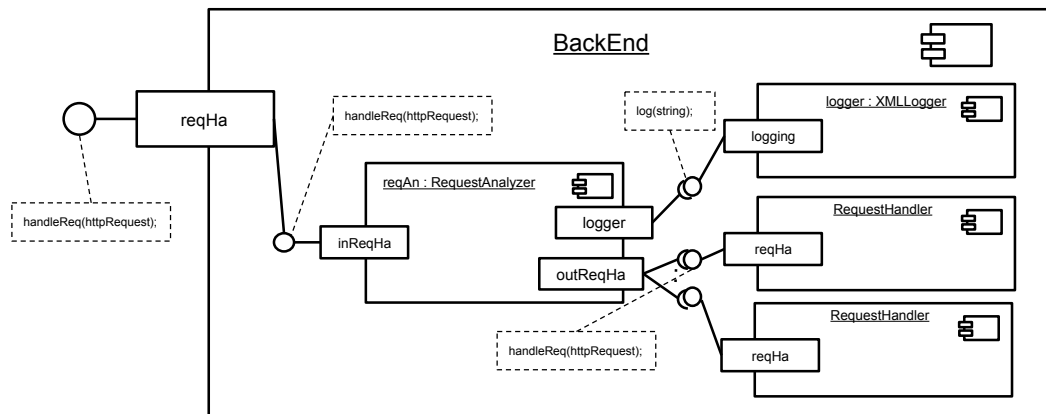 BackEnd
reqHa
handleReq(httpRequest);
handleReq(httpRequest);
log(string);
logger : XMLLogger
logging
reqAn : RequestAnalyzer
logger
inReqHa
outReqHa
RequestHandler
reqHa
handleReq(httpRequest);
RequestHandler
reqHa